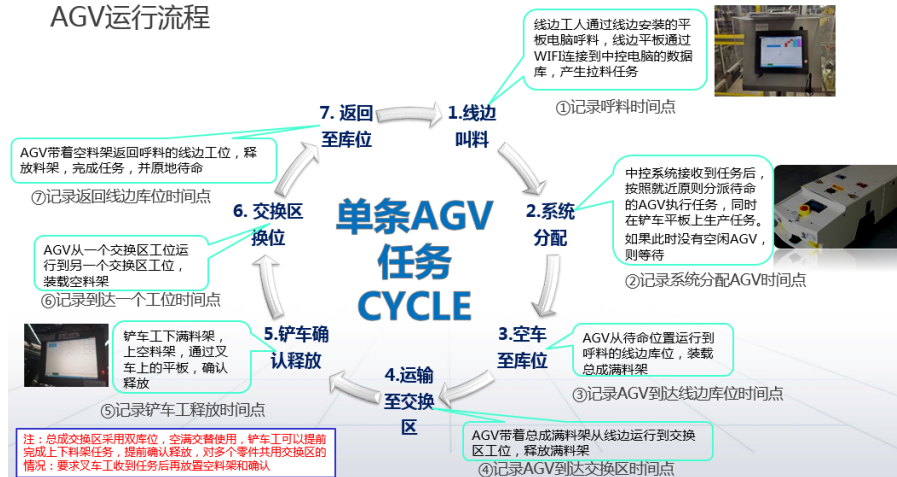 AGV运行流程
线边工人通过线边安装的平
板电脑呼料，线边平板通过
WIFI连接到中控电脑的数据
库，产生拉料任务
①记录呼料时间点
1.线边
叫料
中控系统接收到任务后，
按照就近原则分派待命
的AGV执行任务，同时
在铲车平板上生产任务。
如果此时没有空闲AGV，
则等待
②记录系统分配AGV时间点
2.系统
分配
3.空车
至库位
AGV从待命位置运行到
呼料的线边库位，装载
总成满料架
③记录AGV到达线边库位时间点
4.运输
至交换
区
AGV带着总成满料架从线边运行到交换
区工位，释放满料架
④记录AGV到达交换区时间点
5.铲车确
认释放
铲车工下满料架，
上空料架，通过叉
车上的平板，确认
释放
⑤记录铲车工释放时间点
6. 交换区
换位
AGV从一个交换区工位运
行到另一个交换区工位，
装载空料架
⑥记录到达一个工位时间点
7. 返回
至库位
AGV带着空料架返回呼料的线边工位，释
放料架，完成任务，并原地待命
⑦记录返回线边库位时间点
单条AGV
任务
CYCLE
注：总成交换区采用双库位，空满交替使用，铲车工可以提前
完成上下料架任务，提前确认释放，对多个零件共用交换区的
情况：要求叉车工收到任务后再放置空料架和确认